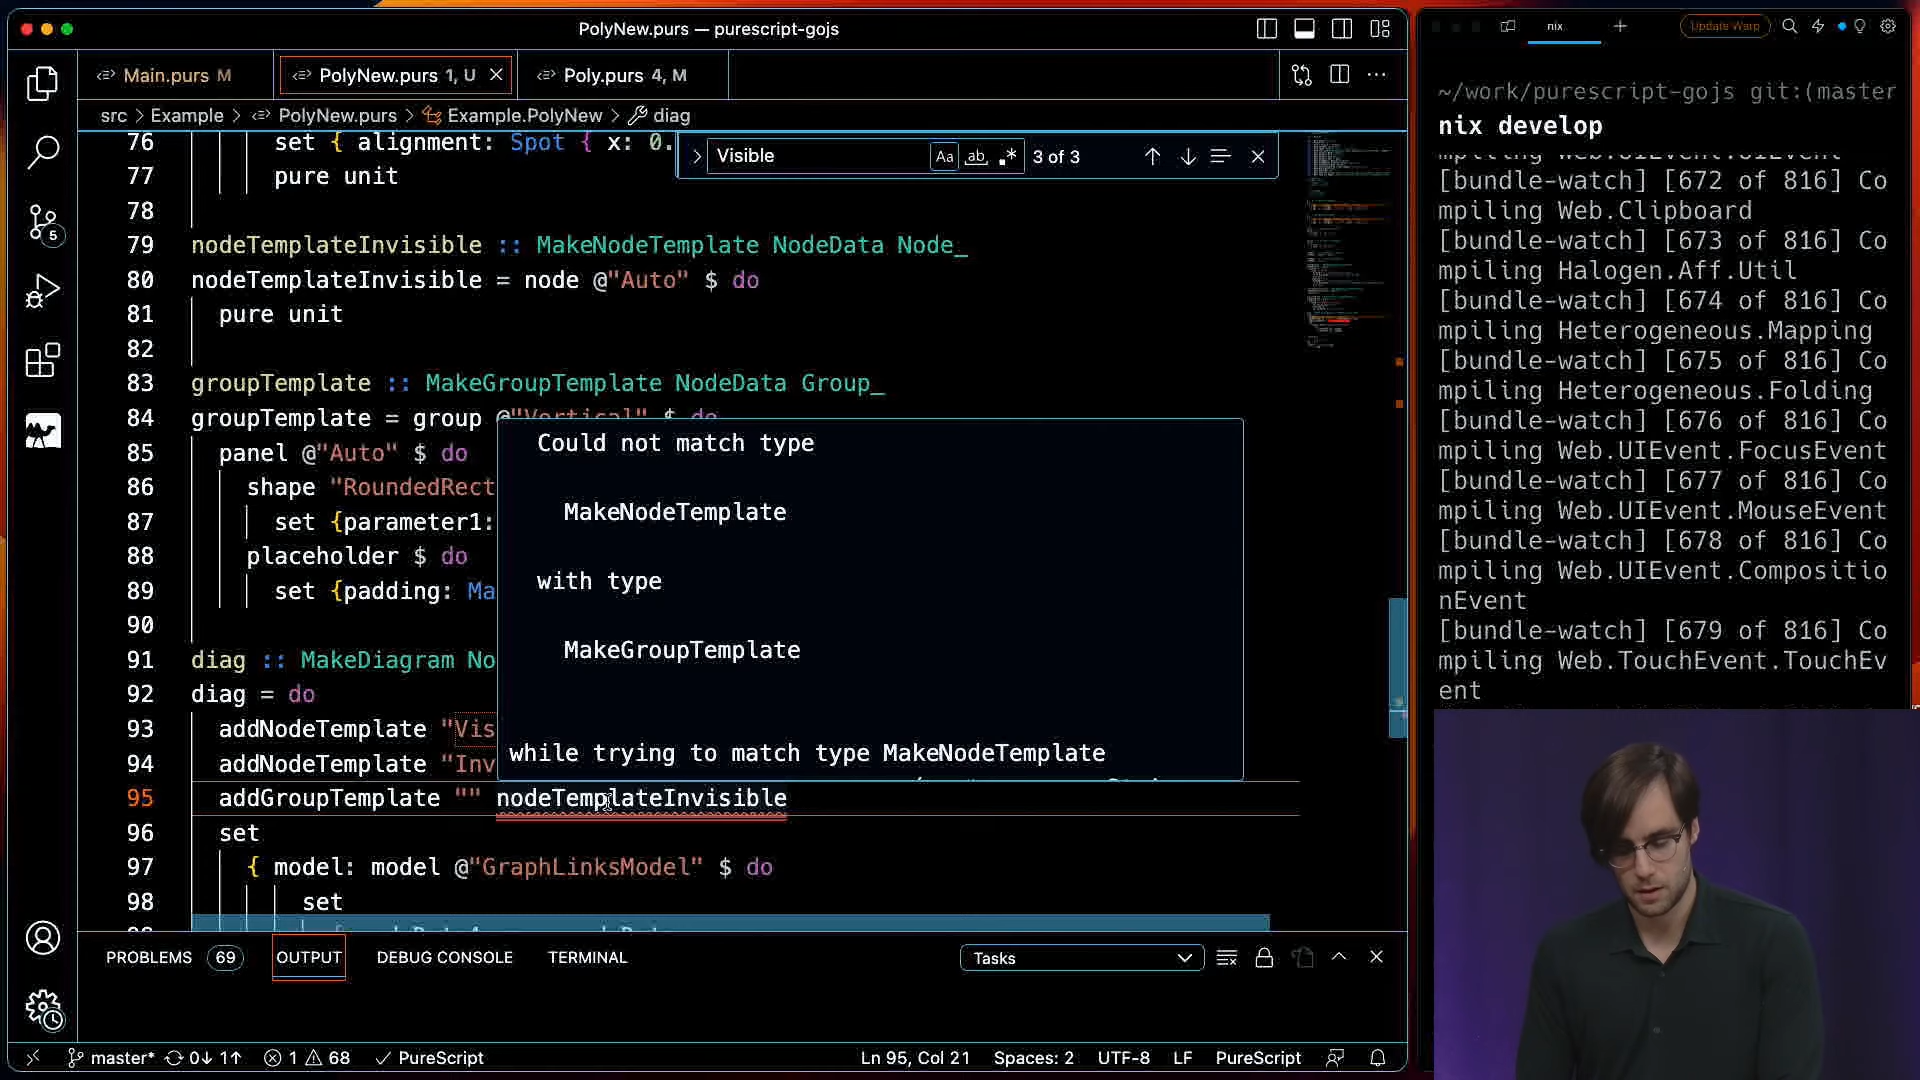 PolyNew.purs — purescript-gojs
Main.purs M
PolyNew.purs 1, U
Poly.purs 4, M
src > Example > PolyNew.purs > Example.PolyNew > diag
Visible
Aa ab .*
3 of 3
76 set { alignment: Spot { x: 0.
77 pure unit
78
79 nodeTemplateInvisible :: MakeNodeTemplate NodeData Node_
80 nodeTemplateInvisible = node @"Auto" $ do
81 pure unit
82
83 groupTemplate :: MakeGroupTemplate NodeData Group_
84 groupTemplate = group @"Vertical" $ do
85 panel @"Auto" $ do
86 shape "RoundedRect
87 set {parameter1:
88 placeholder $ do
89 set {padding: Ma
90
91 diag :: MakeDiagram No
92 diag = do
93 addNodeTemplate "Vis
94 addNodeTemplate "Inv
95 addGroupTemplate "" nodeTemplateInvisible
96 set
97 { model: model @"GraphLinksModel" $ do
98 set
Could not match type
MakeNodeTemplate
with type
MakeGroupTemplate
while trying to match type MakeNodeTemplate
PROBLEMS 69 OUTPUT DEBUG CONSOLE TERMINAL
Tasks
5
master* 0↓ 1↑ 1 68 PureScript
Ln 95, Col 21 Spaces: 2 UTF-8 LF PureScript
nix
Update Warp
~/work/purescript-gojs git:(master
nix develop
mpiling Web.UIEvent.UIEvent
[bundle-watch] [672 of 816] Co
mpiling Web.Clipboard
[bundle-watch] [673 of 816] Co
mpiling Halogen.Aff.Util
[bundle-watch] [674 of 816] Co
mpiling Heterogeneous.Mapping
[bundle-watch] [675 of 816] Co
mpiling Heterogeneous.Folding
[bundle-watch] [676 of 816] Co
mpiling Web.UIEvent.FocusEvent
[bundle-watch] [677 of 816] Co
mpiling Web.UIEvent.MouseEvent
[bundle-watch] [678 of 816] Co
mpiling Web.UIEvent.Compositio
nEvent
[bundle-watch] [679 of 816] Co
mpiling Web.TouchEvent.TouchEv
ent